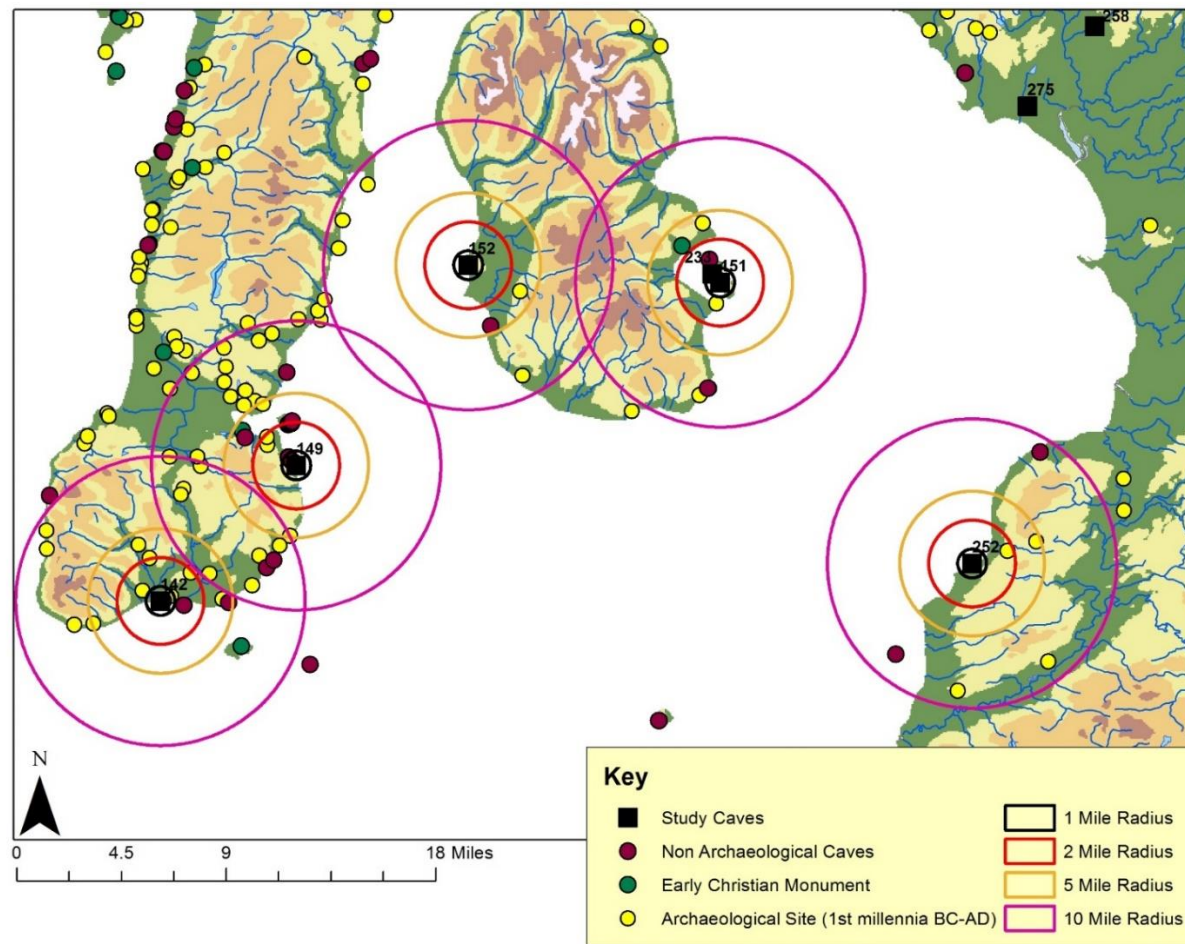 258
275
152
233
151
149
252
142
N
0 4.5 9 18 Miles
Key
Study Caves
Non Archaeological Caves
Early Christian Monument
Archaeological Site (1st millennia BC-AD)
1 Mile Radius
2 Mile Radius
5 Mile Radius
10 Mile Radius